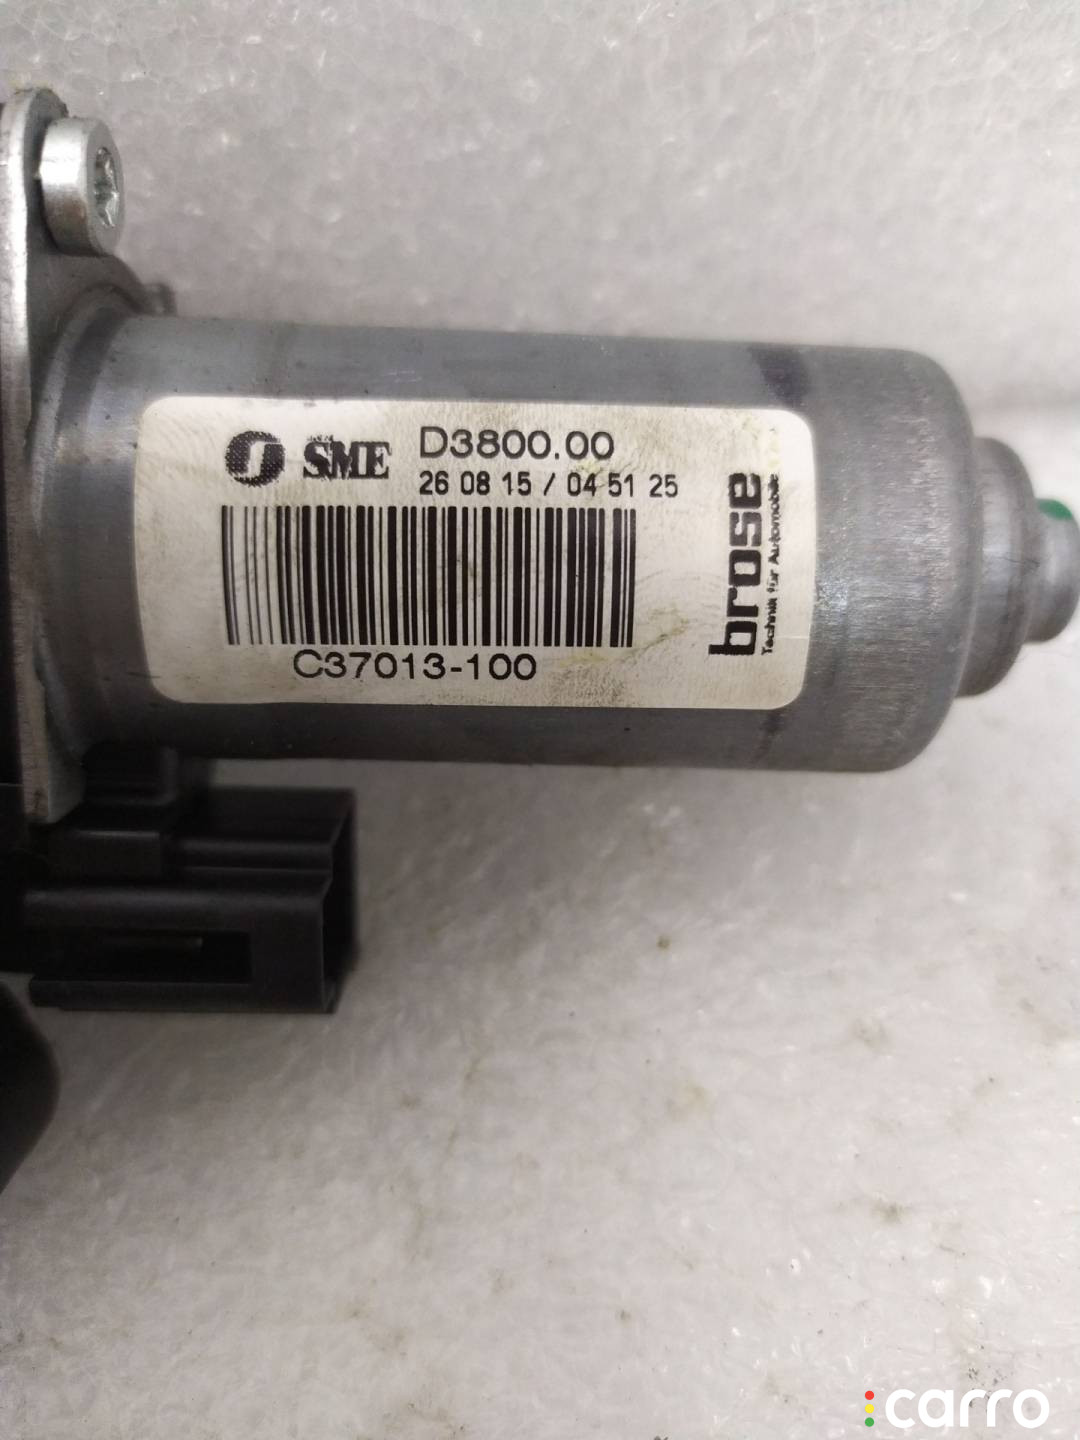 SME D3800.00
26 08 15 / 04 51 25
C37013-100
brose
Technik für Automobile
carro